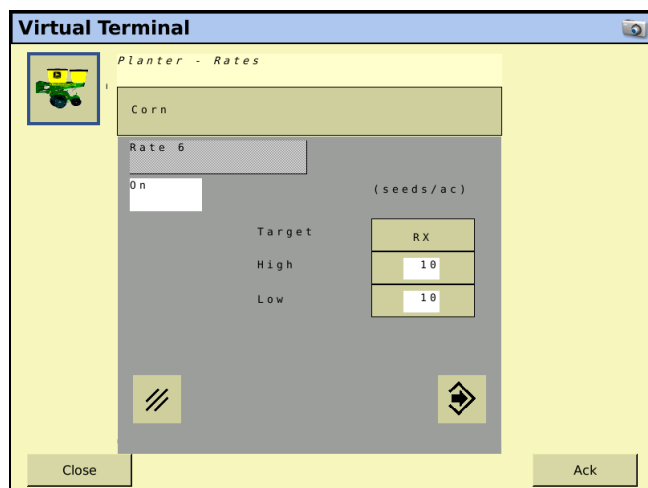 Virtual Terminal
Planter - Rates
Corn
Rate 6
On
(seeds/ac)
Target RX
High 10
Low 10
Close Ack